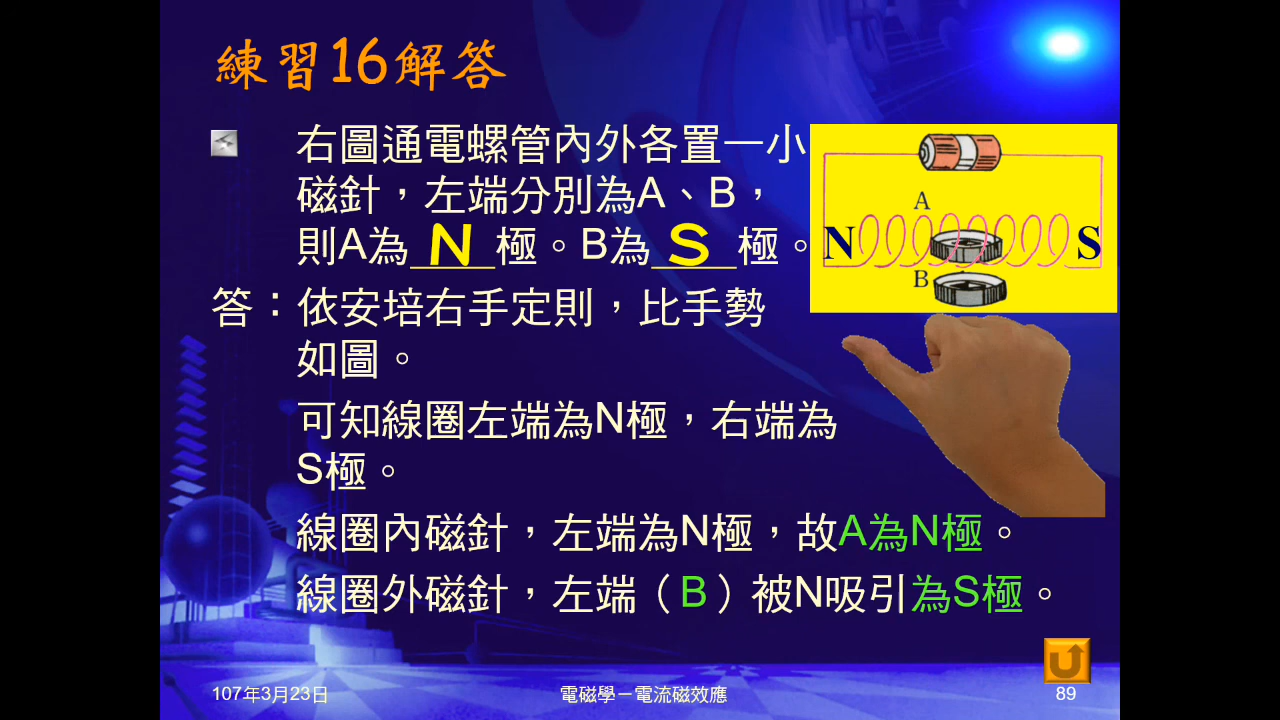 練習16解答
右圖通電螺管內外各置一小
磁針，左端分別為A、B，
則A為 N 極。B為 S 極。
A
N
S
B
答：依安培右手定則，比手勢
如圖。
可知線圈左端為N極，右端為
S極。
線圈內磁針，左端為N極，故A為N極。
線圈外磁針，左端（B）被N吸引為S極。
107年3月23日
電磁學－電流磁效應
89